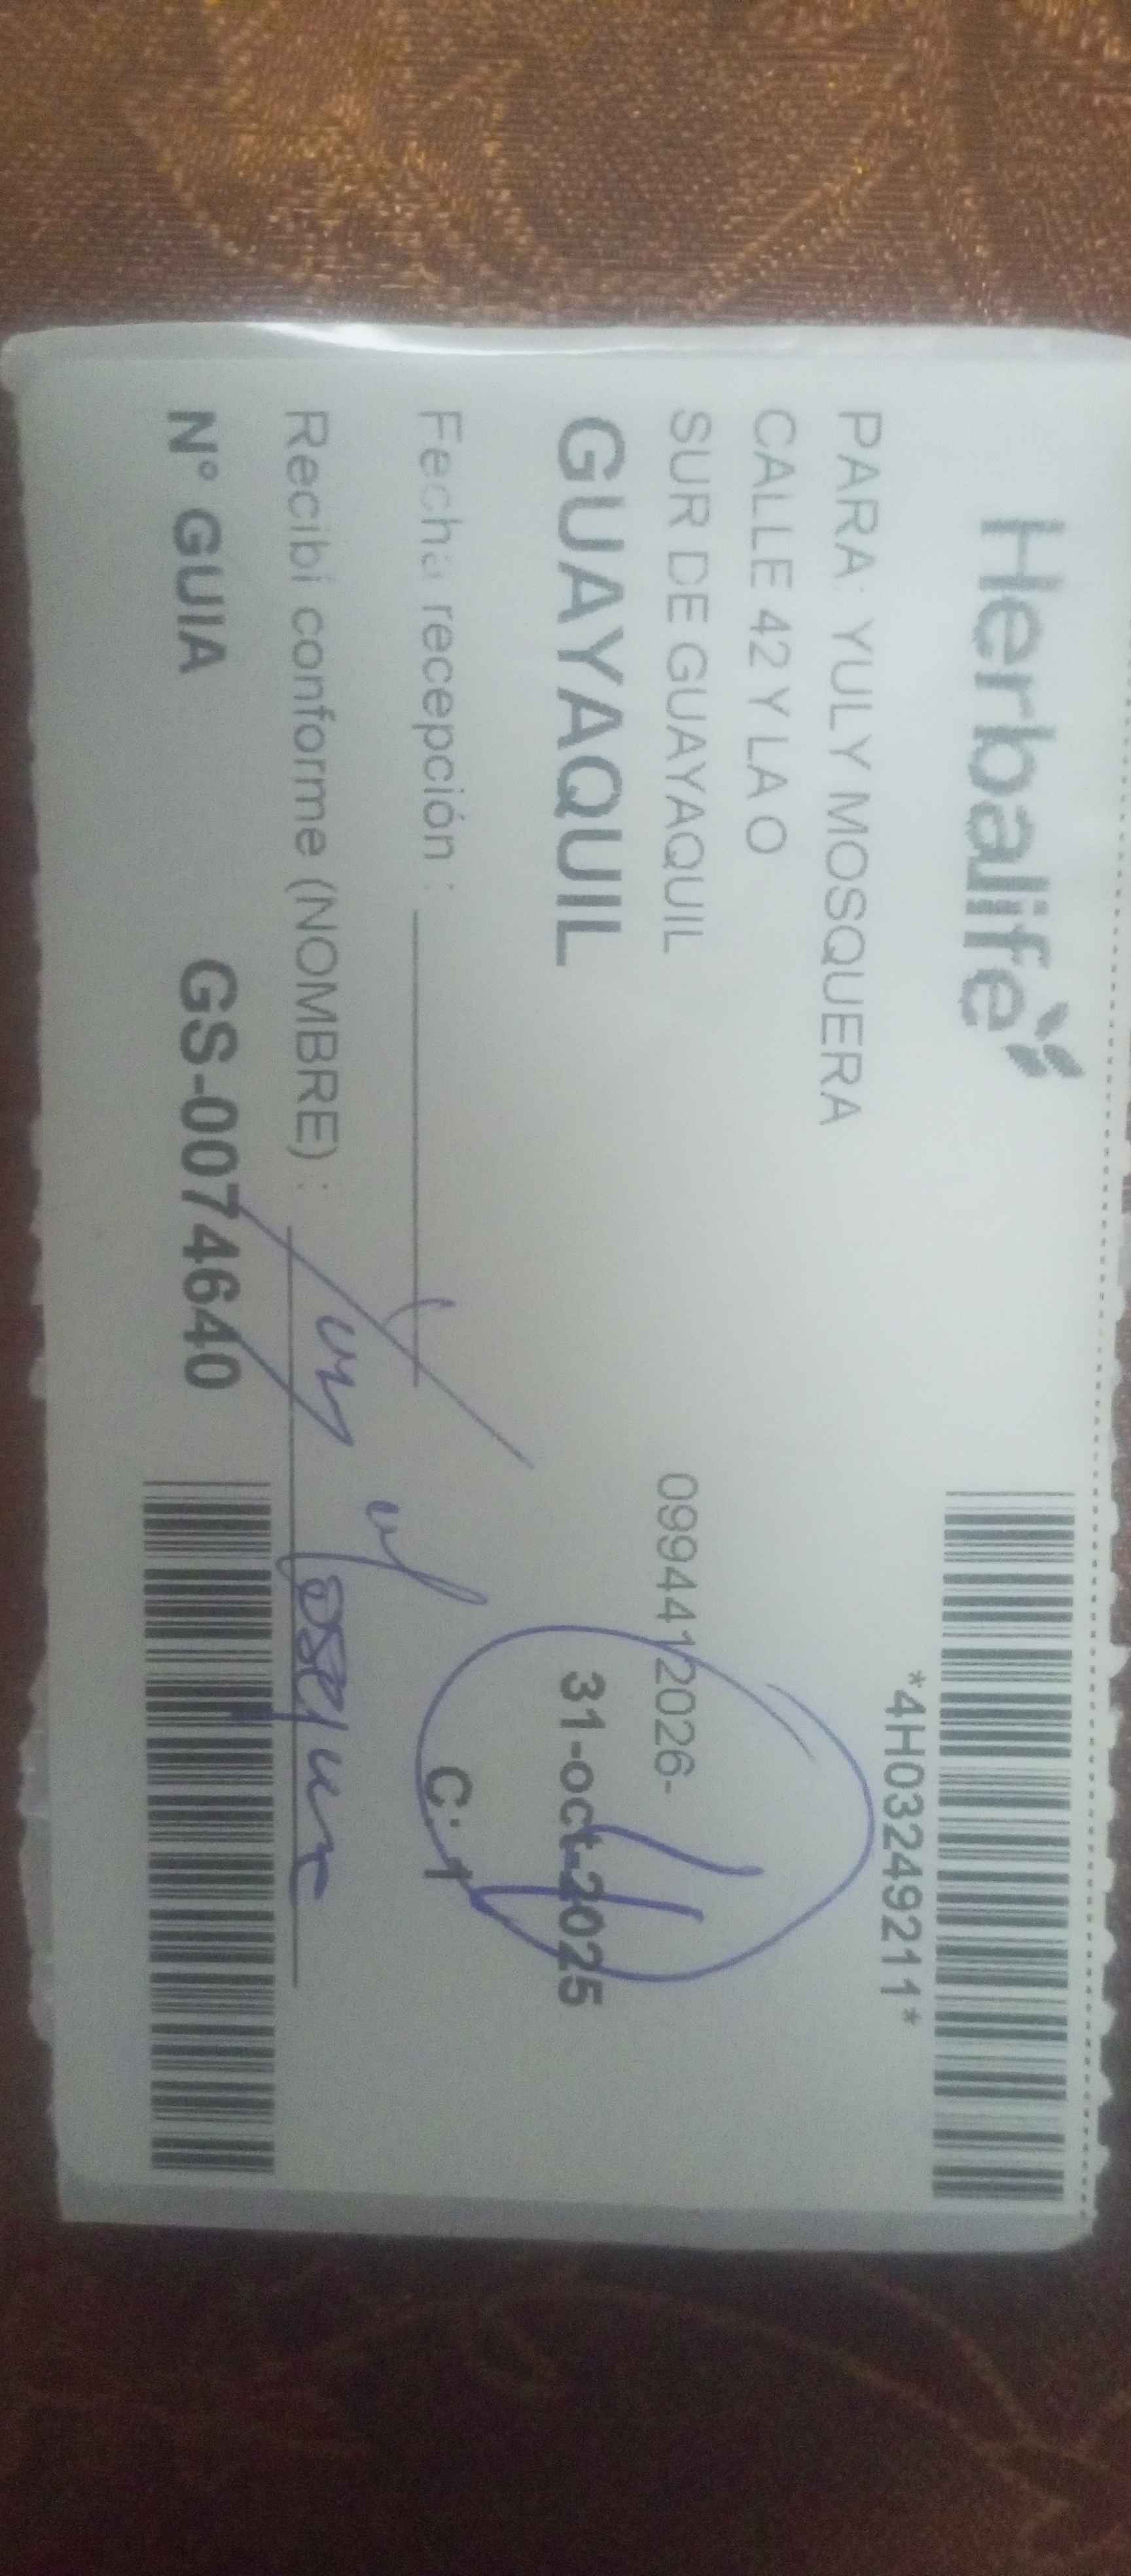 Herbalife
*4H03249211*
PARA: YULY MOSQUERA
CALLE 42 Y LA O
SUR DE GUAYAQUIL 0994412026-
GUAYAQUIL 31-oct-2025
C: 1
Fecha recepción :
Recibí conforme (NOMBRE) :
N° GUIA GS-0074640